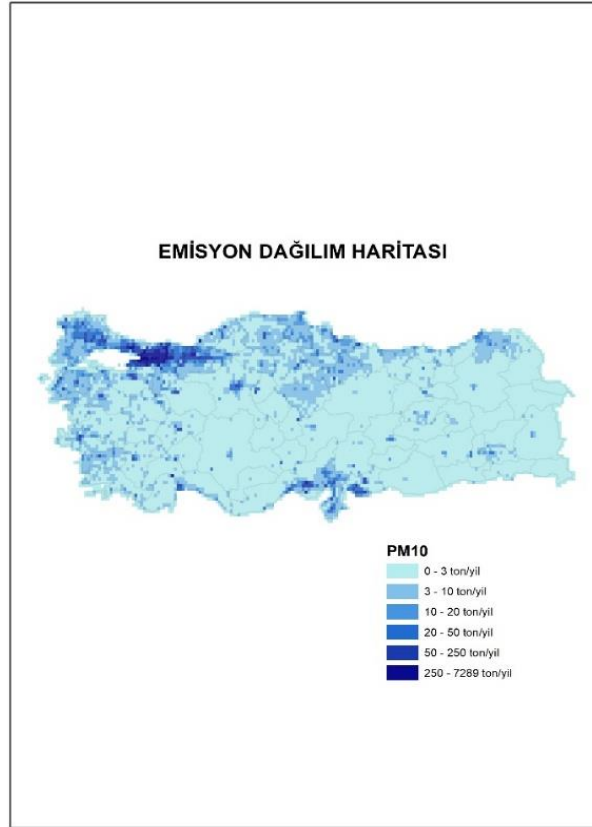 EMİSYON DAĞILIM HARİTASI
PM10
0 - 3 ton/yil
3 - 10 ton/yil
10 - 20 ton/yil
20 - 50 ton/yil
50 - 250 ton/yil
250 - 7289 ton/yil